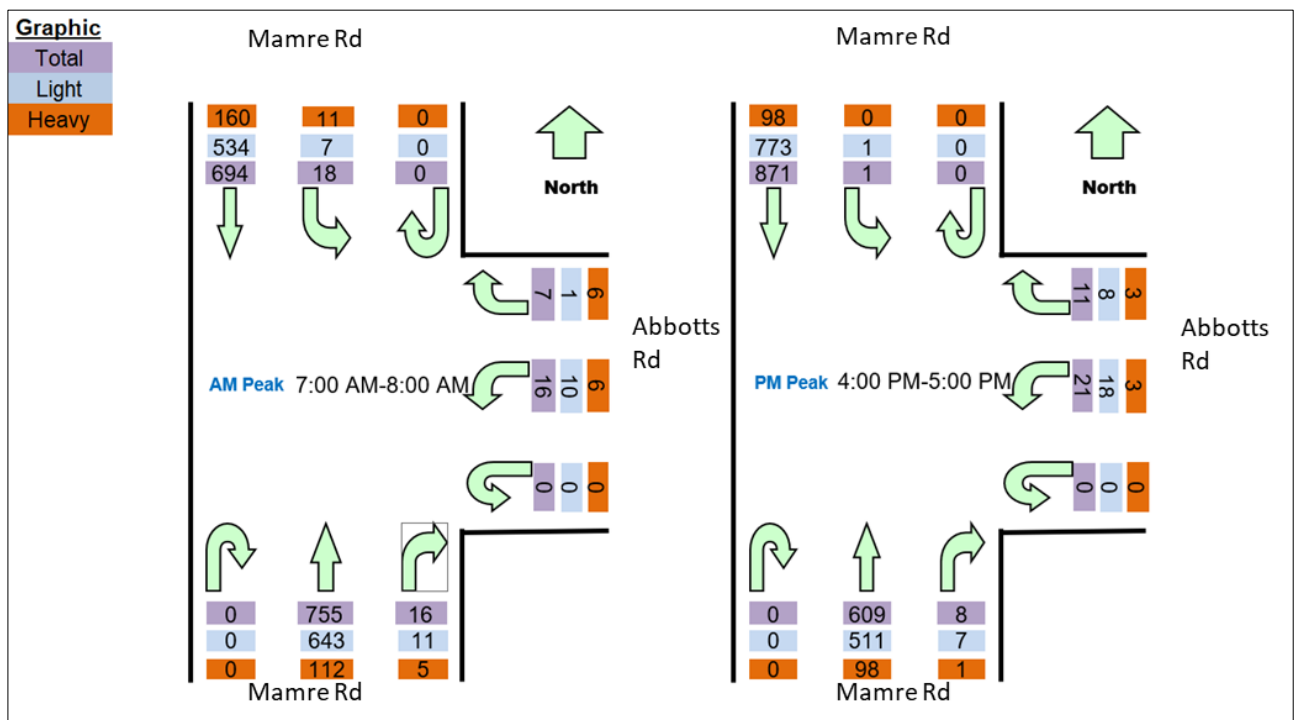 Graphic
Total
Light
Heavy
Mamre Rd
160 11 0
534 7 0
694 18 0
North
7 1 6
Abbotts
Rd
AM Peak 7:00 AM-8:00 AM
16 10 6
0 0 0
0 755 16
0 643 11
0 112 5
Mamre Rd
Mamre Rd
98 0 0
773 1 0
871 1 0
North
11 8 3
Abbotts
Rd
PM Peak 4:00 PM-5:00 PM
21 18 3
0 0 0
0 609 8
0 511 7
0 98 1
Mamre Rd